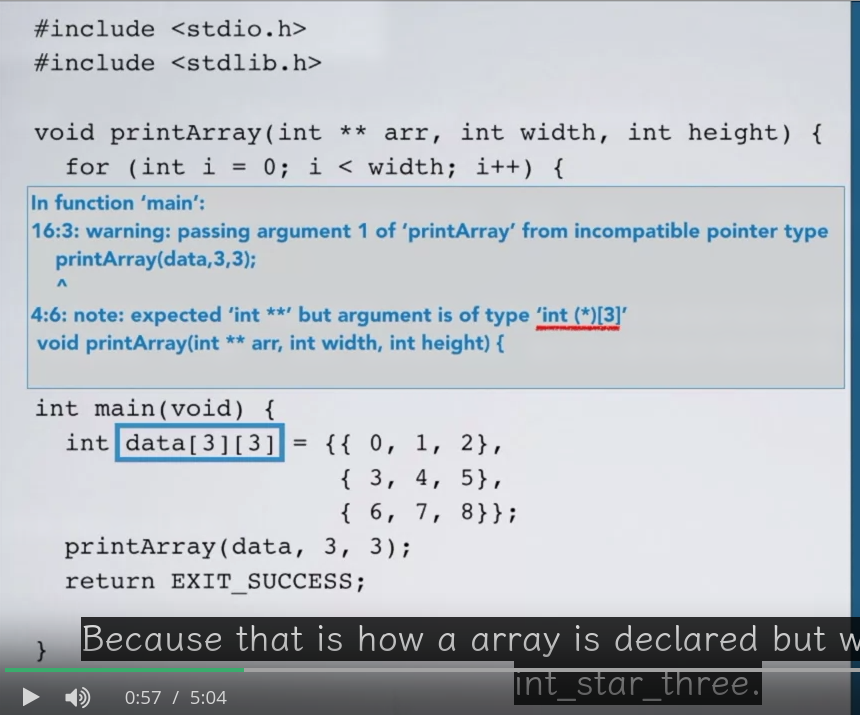 #include <stdio.h>
#include <stdlib.h>
void printArray(int ** arr, int width, int height) {
for (int i = 0; i < width; i++) {
In function ‘main’:
16:3: warning: passing argument 1 of ‘printArray’ from incompatible pointer type
printArray(data,3,3);
^
4:6: note: expected ‘int **’ but argument is of type ‘int (*)[3]’
void printArray(int ** arr, int width, int height) {
int main(void) {
int data[3][3] = {{ 0, 1, 2},
{ 3, 4, 5},
{ 6, 7, 8}};
printArray(data, 3, 3);
return EXIT_SUCCESS;
}
Because that is how a array is declared but
int_star_three.
0:57 / 5:04